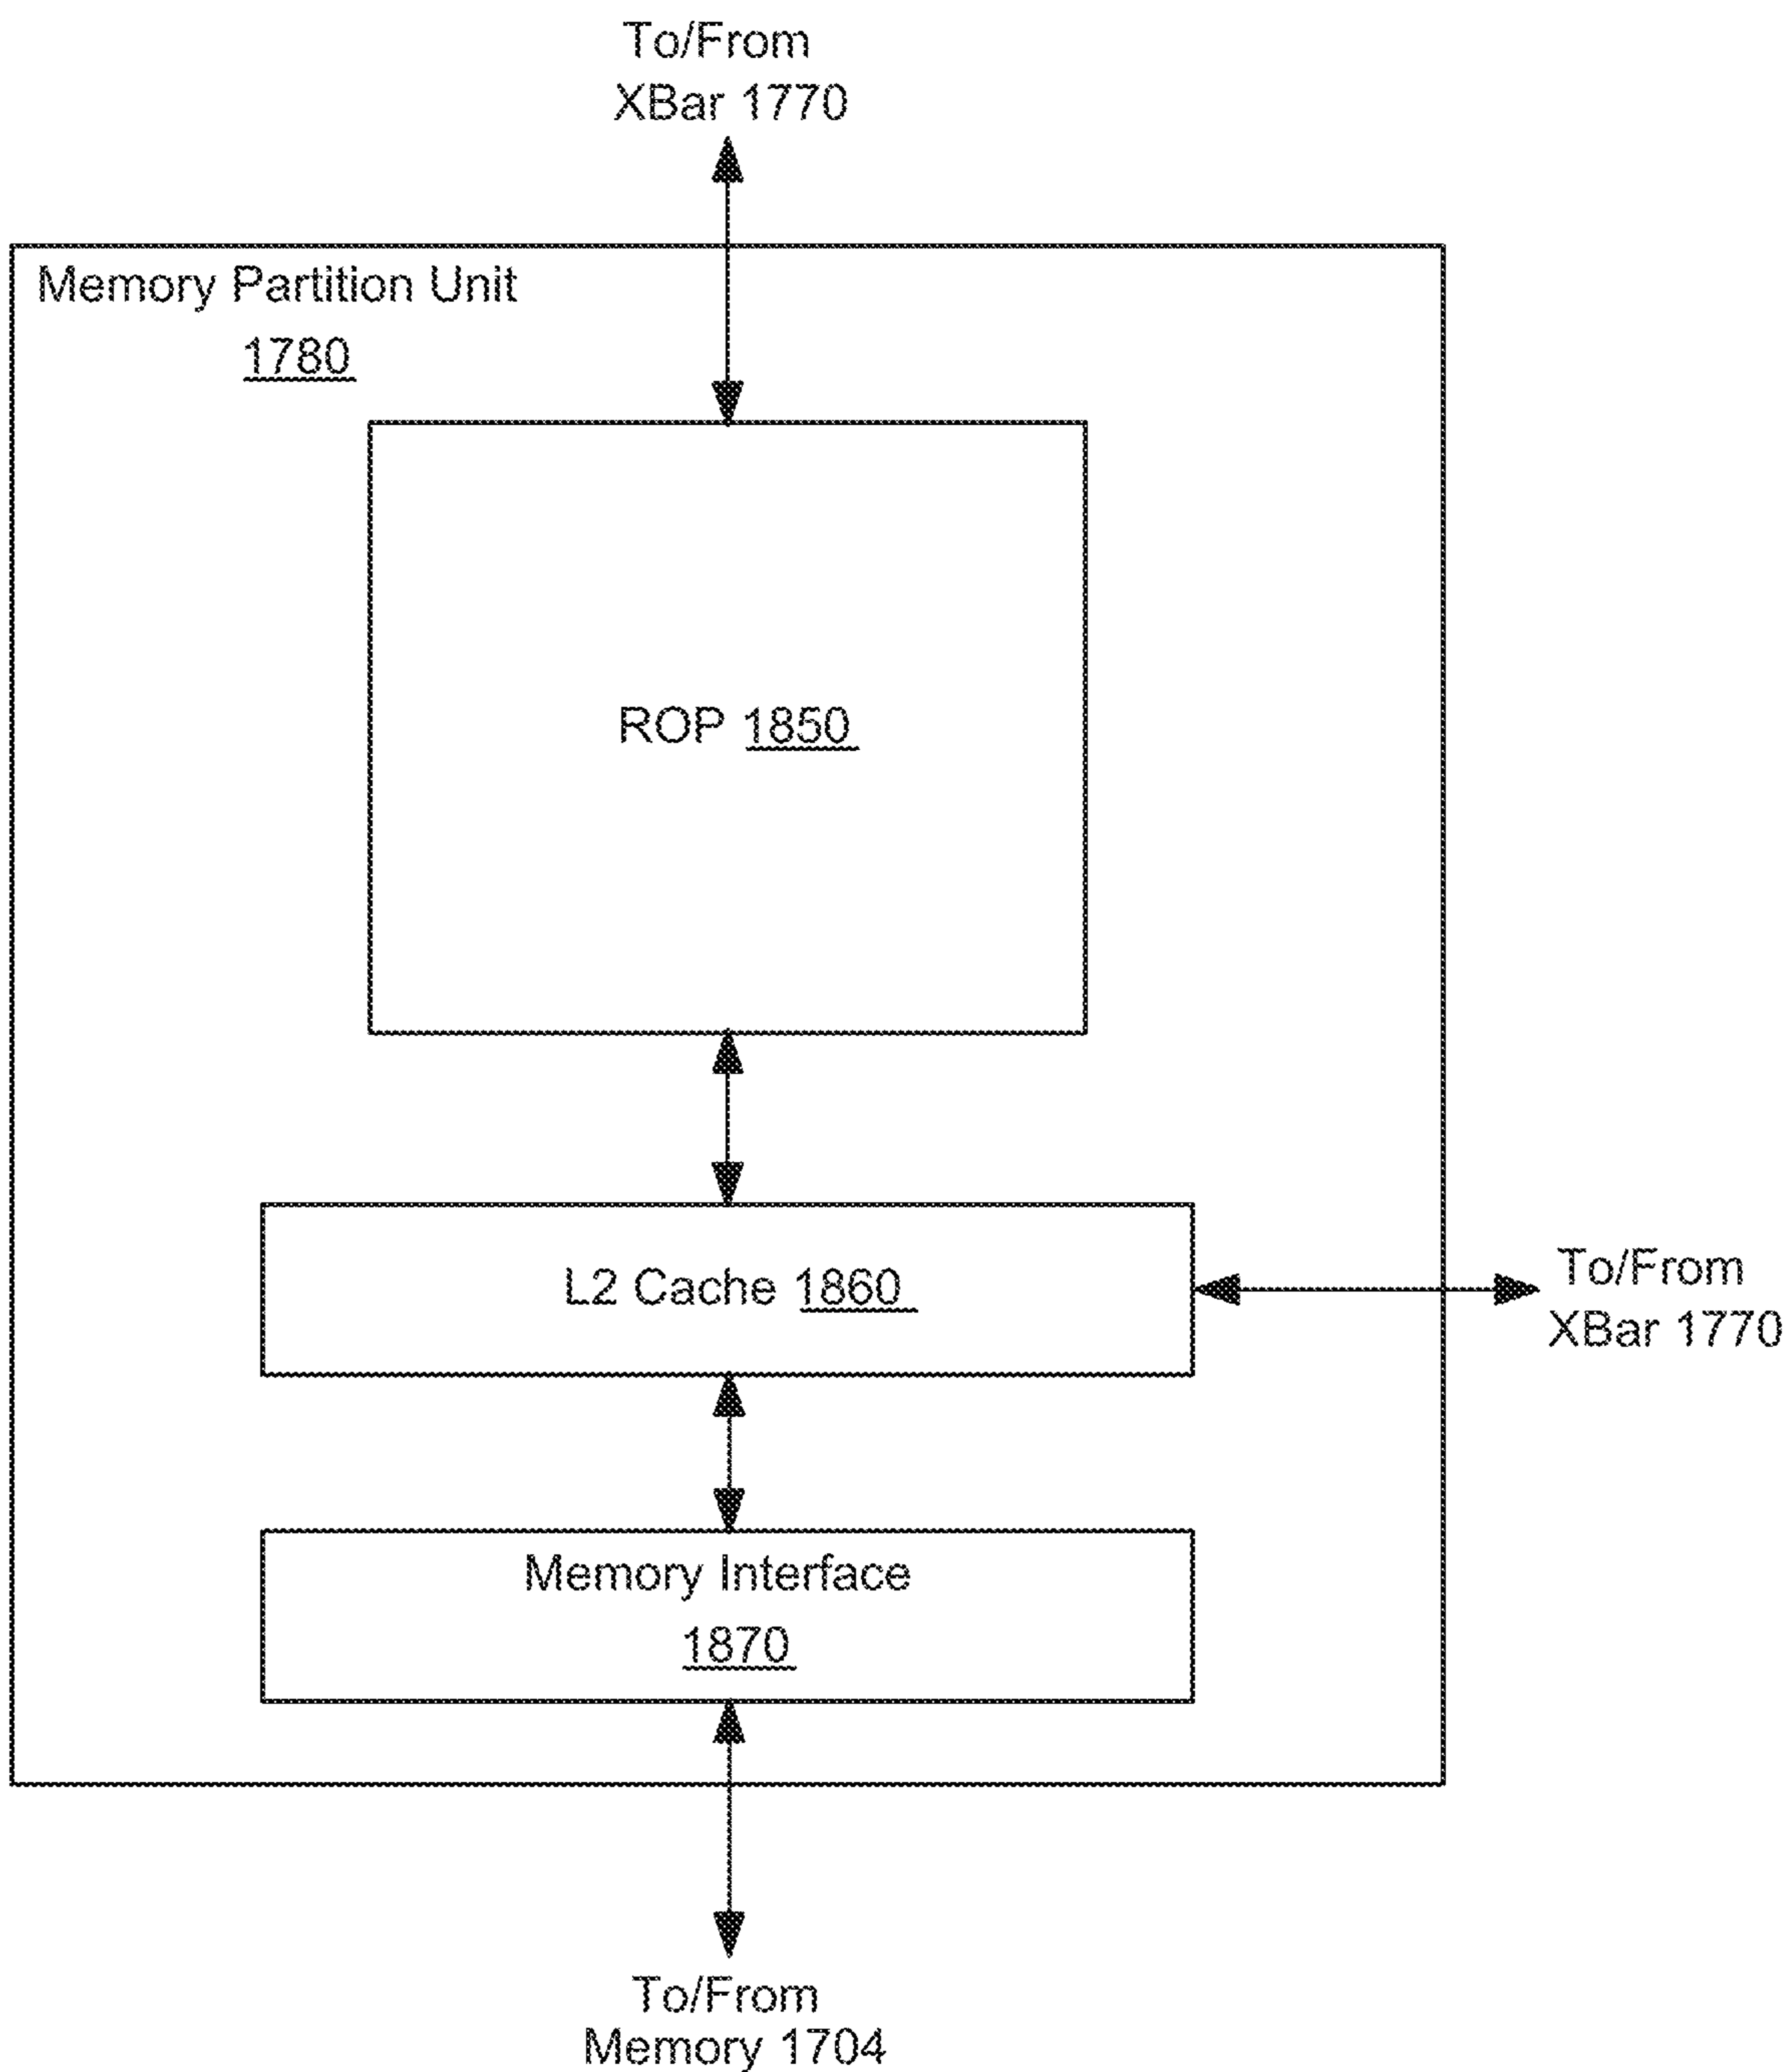 To/From
XBar 1770
Memory Partition Unit
1780
ROP 1850
L2 Cache 1860
To/From
XBar 1770
Memory Interface
1870
To/From
Memory 1704